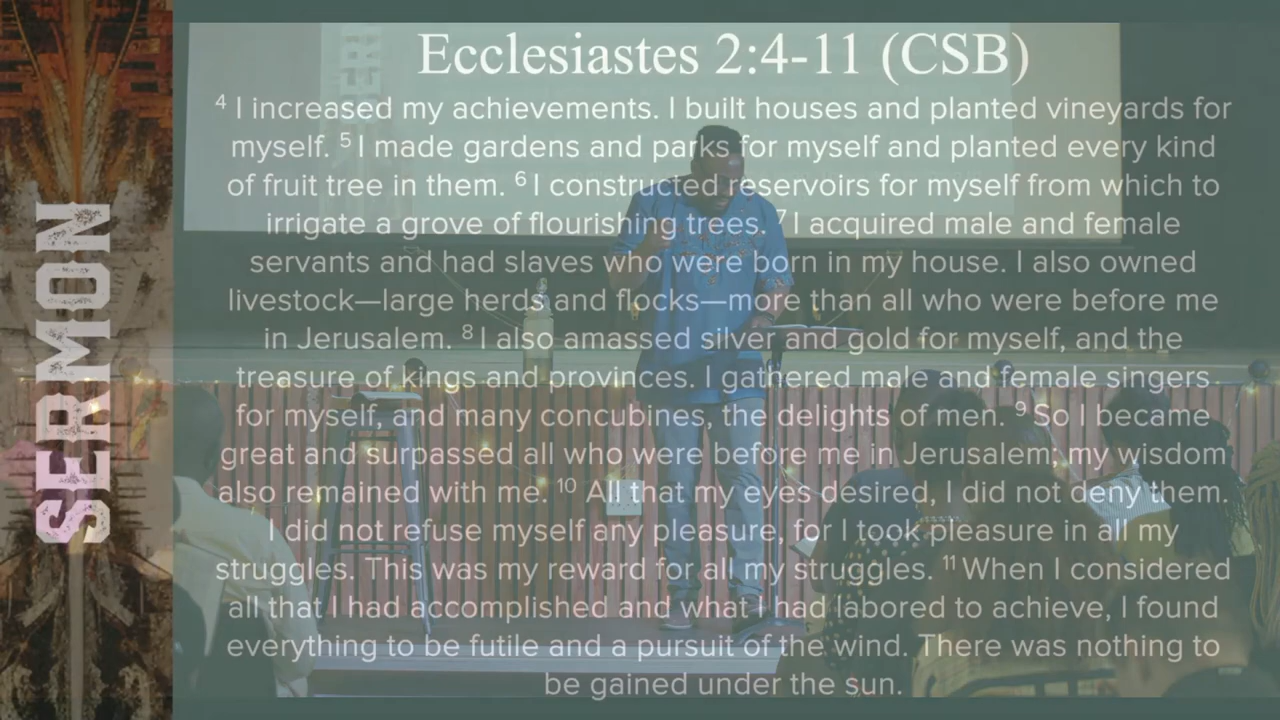 SERMON
Ecclesiastes 2:4-11 (CSB)
⁴ I increased my achievements. I built houses and planted vineyards for
myself. ⁵ I made gardens and parks for myself and planted every kind
of fruit tree in them. ⁶ I constructed reservoirs for myself from which to
irrigate a grove of flourishing trees. ⁷ I acquired male and female
servants and had slaves who were born in my house. I also owned
livestock—large herds and flocks—more than all who were before me
in Jerusalem. ⁸ I also amassed silver and gold for myself, and the
treasure of kings and provinces. I gathered male and female singers
for myself, and many concubines, the delights of men. ⁹ So I became
great and surpassed all who were before me in Jerusalem; my wisdom
also remained with me. ¹⁰ All that my eyes desired, I did not deny them.
I did not refuse myself any pleasure, for I took pleasure in all my
struggles. This was my reward for all my struggles. ¹¹ When I considered
all that I had accomplished and what I had labored to achieve, I found
everything to be futile and a pursuit of the wind. There was nothing to
be gained under the sun.